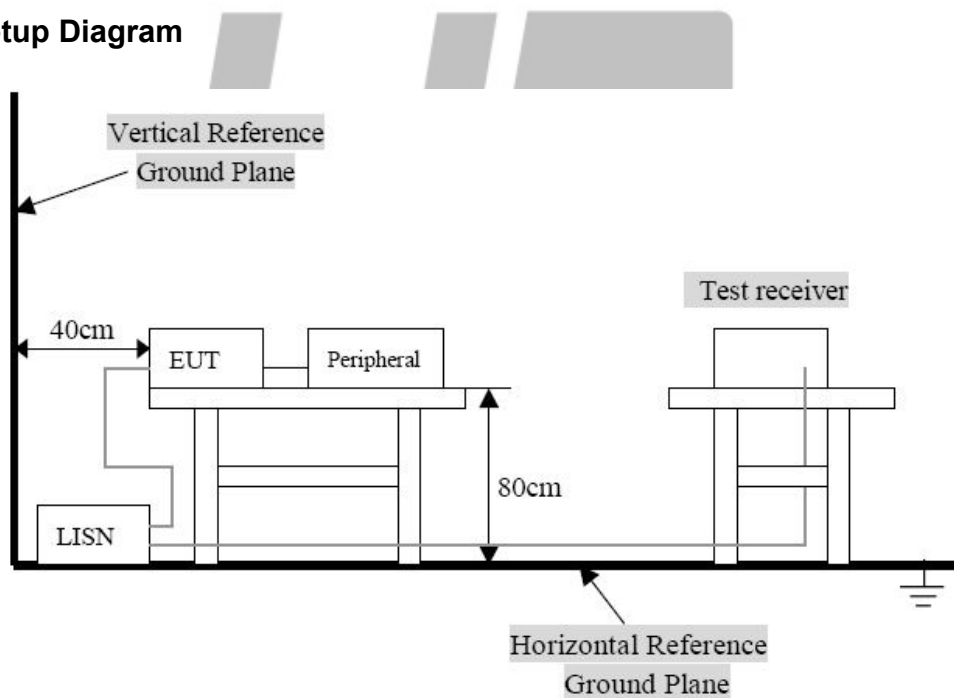 tup Diagram
Vertical Reference
Ground Plane
Test receiver
40cm
EUT
Peripheral
80cm
LISN
Horizontal Reference
Ground Plane